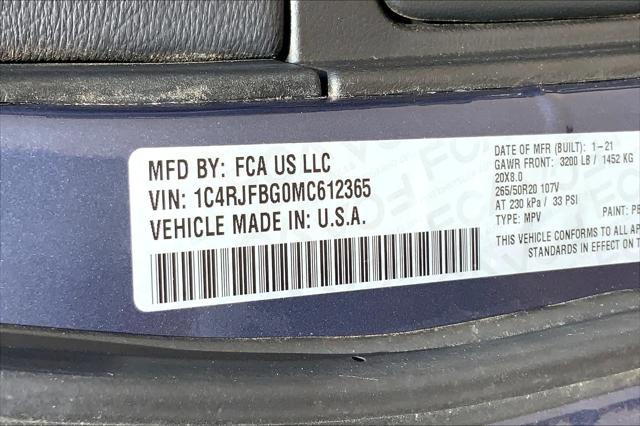 MFD BY: FCA US LLC
VIN: 1C4RJFBG0MC612365
VEHICLE MADE IN: U.S.A.
DATE OF MFR (BUILT): 1-21
GAWR FRONT: 3200 LB / 1452 KG
20X8.0
265/50R20 107V
AT 230 kPa / 33 PSI
TYPE: MPV PAINT:
THIS VEHICLE CONFORMS TO ALL
STANDARDS IN EFFECT ON